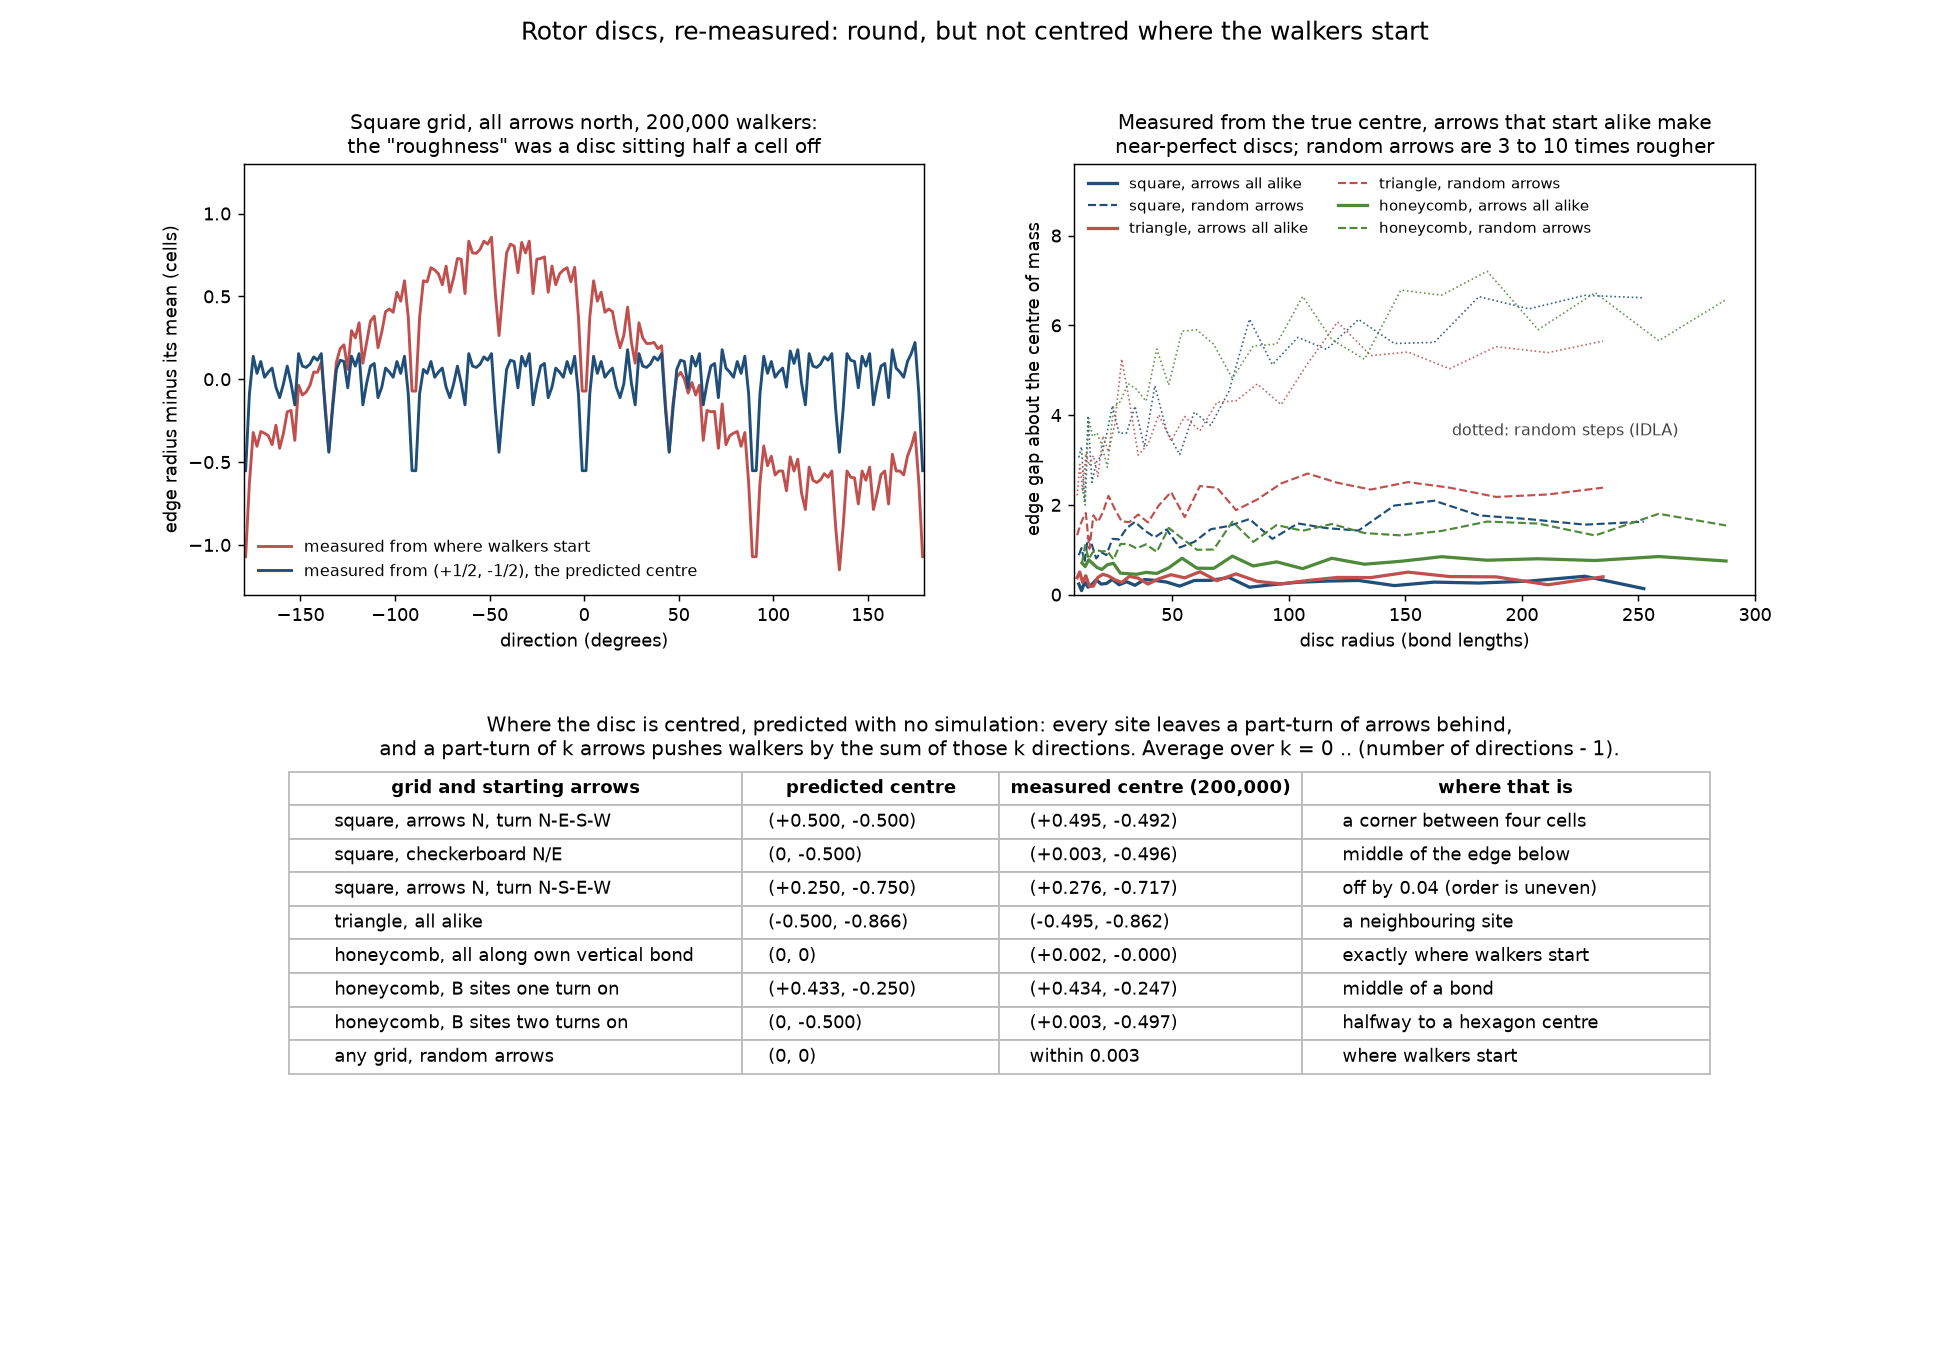 Rotor discs, re-measured: round, but not centred where the walkers start
Square grid, all arrows north, 200,000 walkers:
the "roughness" was a disc sitting half a cell off
edge radius minus its mean (cells)
1.0
0.5
0.0
−0.5
−1.0
measured from where walkers start
measured from (+1/2, -1/2), the predicted centre
−150
−100
−50
0
50
100
150
direction (degrees)
Measured from the true centre, arrows that start alike make
near-perfect discs; random arrows are 3 to 10 times rougher
edge gap about the centre of mass
square, arrows all alike
square, random arrows
triangle, arrows all alike
triangle, random arrows
honeycomb, arrows all alike
honeycomb, random arrows
8
6
4
2
0
dotted: random steps (IDLA)
50
100
150
200
250
300
disc radius (bond lengths)
Where the disc is centred, predicted with no simulation: every site leaves a part-turn of arrows behind,
and a part-turn of k arrows pushes walkers by the sum of those k directions. Average over k = 0 .. (number of directions - 1).
grid and starting arrows predicted centre measured centre (200,000) where that is
square, arrows N, turn N-E-S-W (+0.500, -0.500) (+0.495, -0.492) a corner between four cells
square, checkerboard N/E (0, -0.500) (+0.003, -0.496) middle of the edge below
square, arrows N, turn N-S-E-W (+0.250, -0.750) (+0.276, -0.717) off by 0.04 (order is uneven)
triangle, all alike (-0.500, -0.866) (-0.495, -0.862) a neighbouring site
honeycomb, all along own vertical bond (0, 0) (+0.002, -0.000) exactly where walkers start
honeycomb, B sites one turn on (+0.433, -0.250) (+0.434, -0.247) middle of a bond
honeycomb, B sites two turns on (0, -0.500) (+0.003, -0.497) halfway to a hexagon centre
any grid, random arrows (0, 0) within 0.003 where walkers start